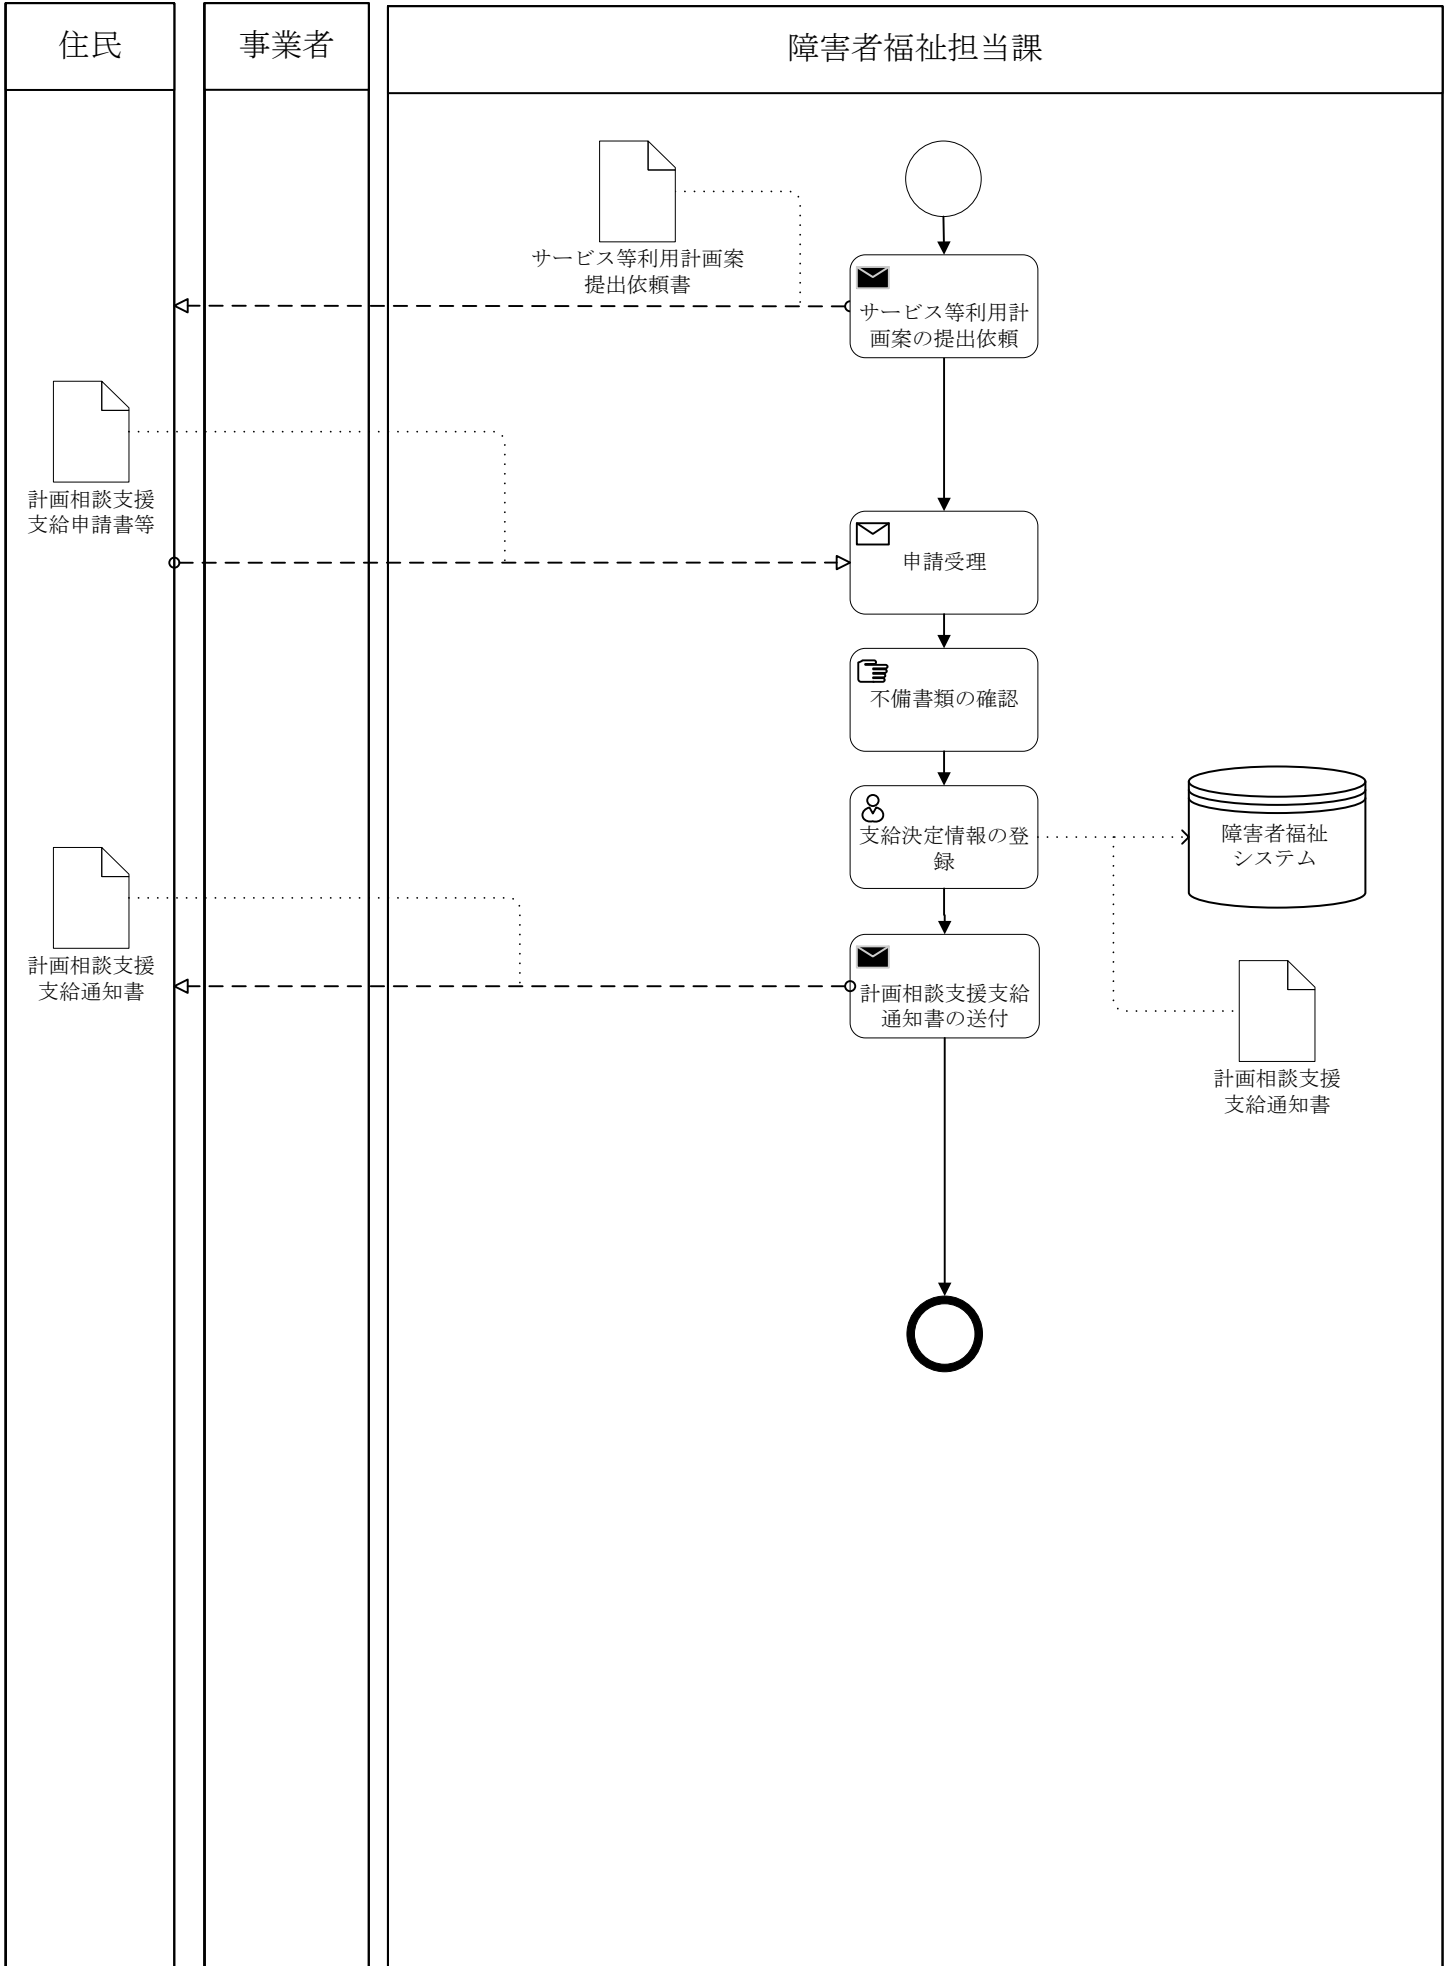 住民
事業者
障害者福祉担当課
サービス等利用計画案
提出依頼書
サービス等利用計
画案の提出依頼
計画相談支援
支給申請書等
申請受理
不備書類の確認
支給決定情報の登
録
障害者福祉
システム
計画相談支援
支給通知書
計画相談支援支給
通知書の送付
計画相談支援
支給通知書